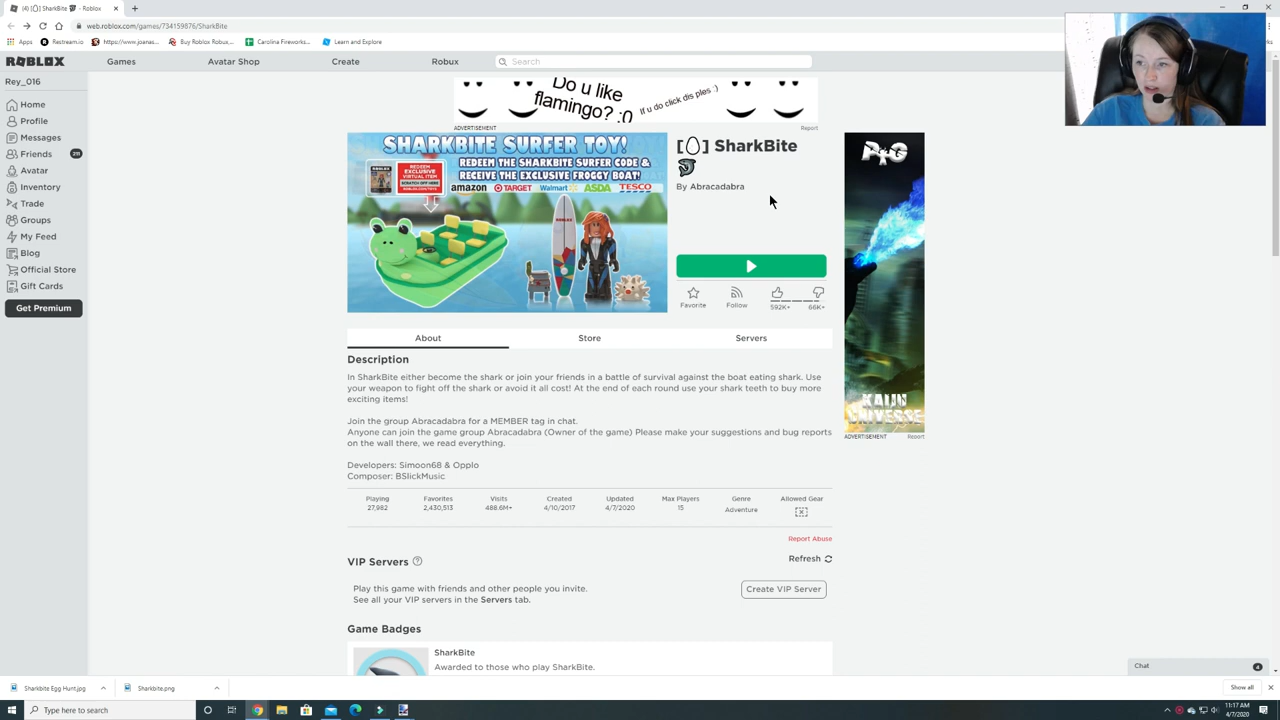 (4) [ ] SharkBite - Roblox
web.roblox.com/games/734159876/SharkBite
Apps Restream.io https://www.joanas... Buy Roblox Robux,... Carolina Fireworks... Learn and Explore
ROBLOX Games Avatar Shop Create Robux Search
Rey_016
Home
Profile
Messages
Friends 211
Avatar
Inventory
Trade
Groups
My Feed
Blog
Official Store
Gift Cards
Get Premium
Do u like
flamingo? :0 If u do click dis ples :)
ADVERTISEMENT Report
SHARKBITE SURFER TOY!
REDEEM THE SHARKBITE SURFER CODE &
RECEIVE THE EXCLUSIVE FROGGY BOAT!
REDEEM EXCLUSIVE VIRTUAL ITEM
amazon TARGET Walmart ASDA TESCO
[ ] SharkBite
By Abracadabra
Favorite Follow 592K+ 66K+
PIG
KAIJU
UNIVERSE
ADVERTISEMENT Report
About Store Servers
Description
In SharkBite either become the shark or join your friends in a battle of survival against the boat eating shark. Use
your weapon to fight off the shark or avoid it all cost! At the end of each round use your shark teeth to buy more
exciting items!
Join the group Abracadabra for a MEMBER tag in chat.
Anyone can join the game group Abracadabra (Owner of the game) Please make your suggestions and bug reports
on the wall there, we read everything.
Developers: Simoon68 & Opplo
Composer: BSlickMusic
Playing Favorites Visits Created Updated Max Players Genre Allowed Gear
27,982 2,430,513 488.6M+ 4/10/2017 4/7/2020 15 Adventure
Report Abuse
VIP Servers Refresh
Play this game with friends and other people you invite.
See all your VIP servers in the Servers tab.
Create VIP Server
Game Badges
SharkBite
Awarded to those who play SharkBite.
Chat 4
Sharkbite Egg Hunt.jpg Sharkbite.png Show all
Type here to search
11:17 AM
4/7/2020